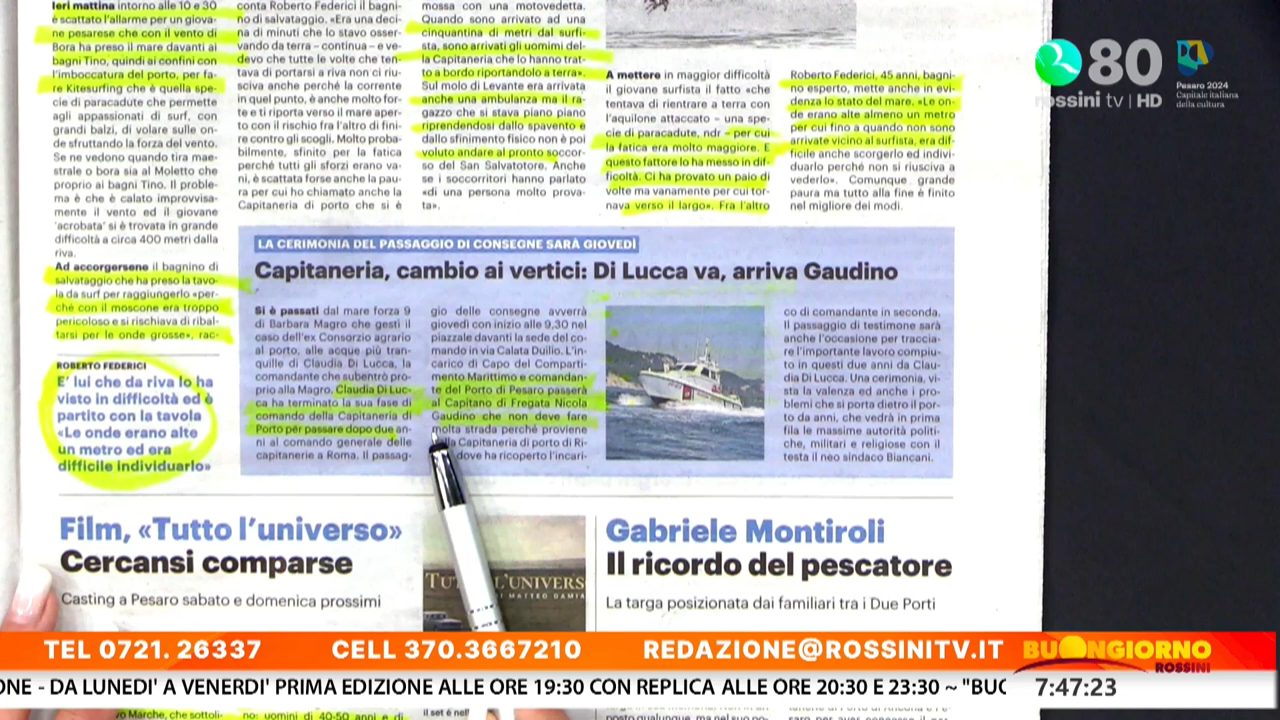 Ieri mattina intorno alle 10 e 30
è scattato l'allarme per un giova-
ne pesarese che con il vento di
Bora ha preso il mare davanti ai
bagni Tino, quindi ai confini con
l'imboccatura del porto, per fa-
re Kitesurfing che è quella spe-
cie di paracadute che permette
agli appassionati di surf, con
grandi balzi, di volare sulle on-
de sfruttando la forza del vento.
Se ne vedono quando tira mae-
strale o bora sia al Moletto che
proprio ai bagni Tino. Il proble-
ma è che è calato improvvisa-
mente il vento ed il giovane
'acrobata' si è trovata in grande
difficoltà a circa 400 metri dalla
riva.
Ad accorgersene il bagnino di
salvataggio che ha preso la tavo-
la da surf per raggiungerlo «per-
ché con il moscone era troppo
pericoloso e si rischiava di ribal-
tarsi per le onde grosse», rac-
conta Roberto Federici il bagni-
no di salvataggio. «Era una deci-
na di minuti che lo stavo osser-
vando da terra – continua – e ve-
devo che tutte le volte che ten-
tava di portarsi a riva non ci riu-
sciva anche perché la corrente
in quel punto, è anche molto for-
te e ti riporta verso il mare aper-
to con il rischio fra l'altro di fini-
re contro gli scogli. Molto proba-
bilmente, sfinito per la fatica
perché tutti gli sforzi erano va-
ni, è scattata forse anche la pau-
ra per cui ho chiamato anche la
Capitaneria di porto che si è
mossa con una motovedetta.
Quando sono arrivato ad una
cinquantina di metri dal surfi-
sta, sono arrivati gli uomini del-
la Capitaneria che lo hanno trat-
to a bordo riportandolo a terra».
Sul molo di Levante era arrivata
anche una ambulanza ma il ra-
gazzo che si stava piano piano
riprendendosi dallo spavento e
dallo sfinimento fisico non è poi
voluto andare al pronto soccor-
so del San Salvatore. Anche
se i soccorritori hanno parlato
«di una persona molto prova-
ta».
A mettere in maggior difficoltà
il giovane surfista il fatto «che
tentava di rientrare a terra con
l'aquilone attaccato – una spe-
cie di paracadute, ndr – per cui
la fatica era molto maggiore. E
questo fattore lo ha messo in dif-
ficoltà. Ci ha provato un paio di
volte ma vanamente per cui tor-
nava verso il largo». Fra l'altro
Roberto Federici, 45 anni, bagni-
no esperto, mette anche in evi-
denza lo stato del mare. «Le on-
de erano alte almeno un metro
per cui fino a quando non sono
arrivate vicino al surfista, era dif-
ficile anche scorgerlo ed indivi-
duarlo perché non si riusciva a
vederlo». Comunque grande
paura ma tutto alla fine è finito
nel migliore dei modi.
ROBERTO FEDERICI
E' lui che da riva lo ha
visto in difficoltà ed è
partito con la tavola
«Le onde erano alte
un metro ed era
difficile individuarlo»
LA CERIMONIA DEL PASSAGGIO DI CONSEGNE SARÀ GIOVEDÌ
Capitaneria, cambio ai vertici: Di Lucca va, arriva Gaudino
Si è passati dal mare forza 9
di Barbara Magro che gestì il
caso dell'ex Consorzio agrario
al porto, alle acque più tran-
quille di Claudia Di Lucca, la
comandante che subentrò pro-
prio alla Magro. Claudia Di Luc-
ca ha terminato la sua fase di
comando della Capitaneria di
Porto per passare dopo due an-
ni al comando generale delle
capitanerie a Roma. Il passag-
gio delle consegne avverrà
giovedì con inizio alle 9,30 nel
piazzale davanti la sede del co-
mando in via Calata Duilio. L'in-
carico di Capo del Comparti-
mento Marittimo e comandan-
te del Porto di Pesaro passerà
al Capitano di Fregata Nicola
Gaudino che non deve fare
molta strada perché proviene
Capitaneria di porto di Ri-
dove ha ricoperto l'incari-
co di comandante in seconda.
Il passaggio di testimone sarà
anche l'occasione per traccia-
re l'importante lavoro compiu-
to in questi due anni da Clau-
dia Di Lucca. Una cerimonia, vi-
sta la valenza ed anche i pro-
blemi che si porta dietro il por-
to da anni, che vedrà in prima
fila le massime autorità politi-
che, militari e religiose con il
testa il neo sindaco Biancani.
Film, «Tutto l'universo»
Cercansi comparse
Casting a Pesaro sabato e domenica prossimi
L'UNIVERS
Gabriele Montiroli
Il ricordo del pescatore
La targa posizionata dai familiari tra i Due Porti
80
rossini tv | HD
Pesaro 2024
Capitale italiana
della cultura
TEL 0721. 26337 CELL 370.3667210 REDAZIONE@ROSSINITV.IT
BUONGIORNO
ROSSINI
ONE - DA LUNEDI' A VENERDI' PRIMA EDIZIONE ALLE ORE 19:30 CON REPLICA ALLE ORE 20:30 E 23:30 ~ "BUO
7:47:23